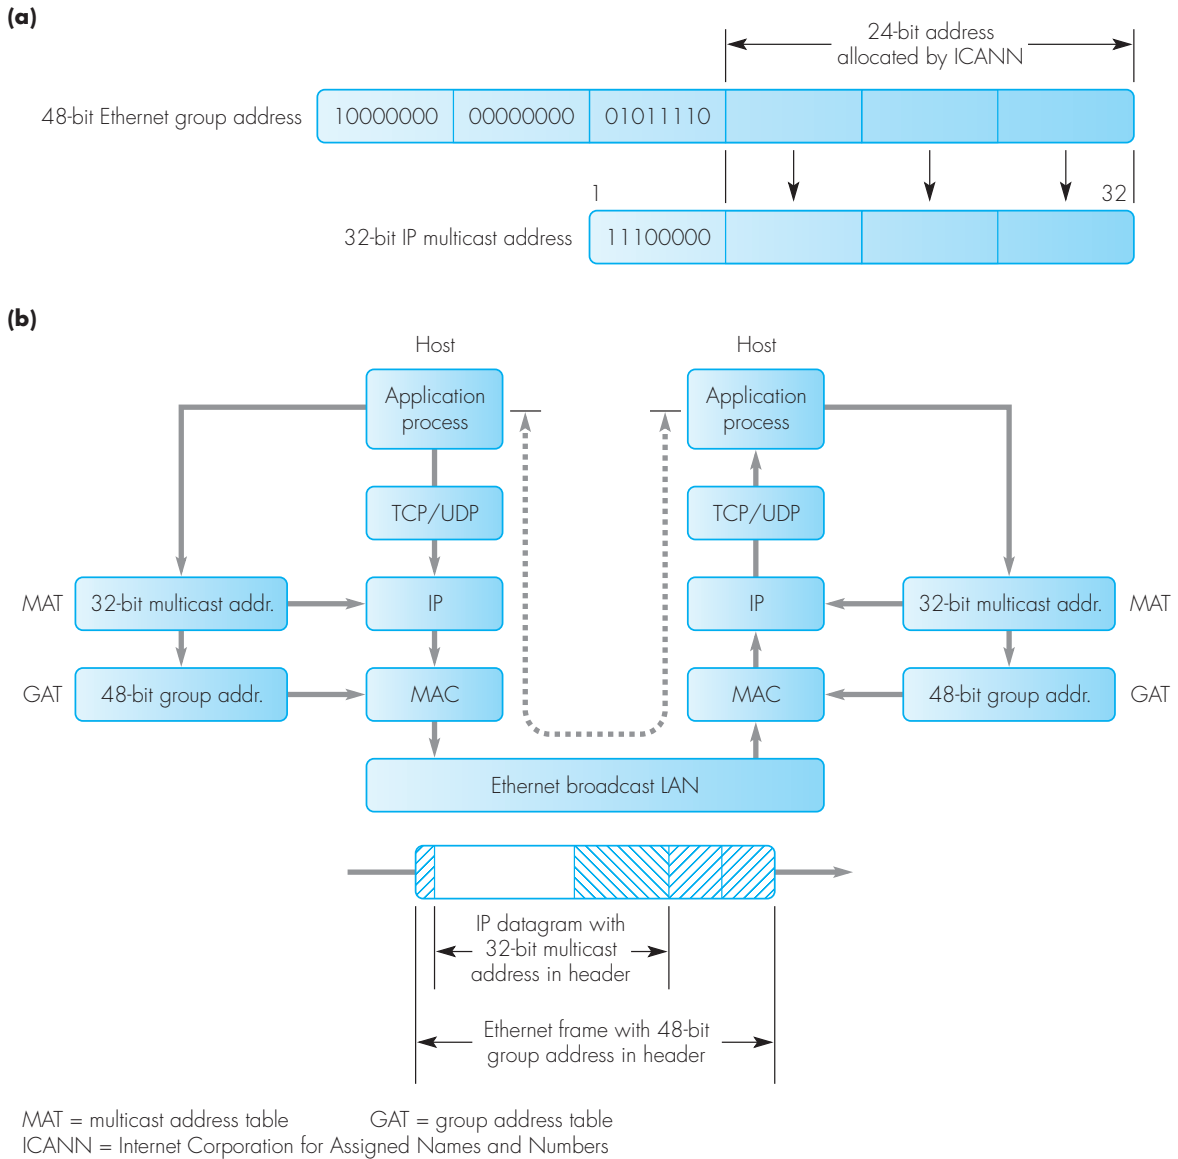 (a)
24-bit address
allocated by ICANN
48-bit Ethernet group address
10000000 00000000 01011110
1 32
32-bit IP multicast address
11100000
(b)
Host Host
Application
process
Application
process
TCP/UDP TCP/UDP
MAT 32-bit multicast addr. IP IP 32-bit multicast addr. MAT
GAT 48-bit group addr. MAC MAC 48-bit group addr. GAT
Ethernet broadcast LAN
IP datagram with
32-bit multicast
address in header
Ethernet frame with 48-bit
group address in header
MAT = multicast address table GAT = group address table
ICANN = Internet Corporation for Assigned Names and Numbers